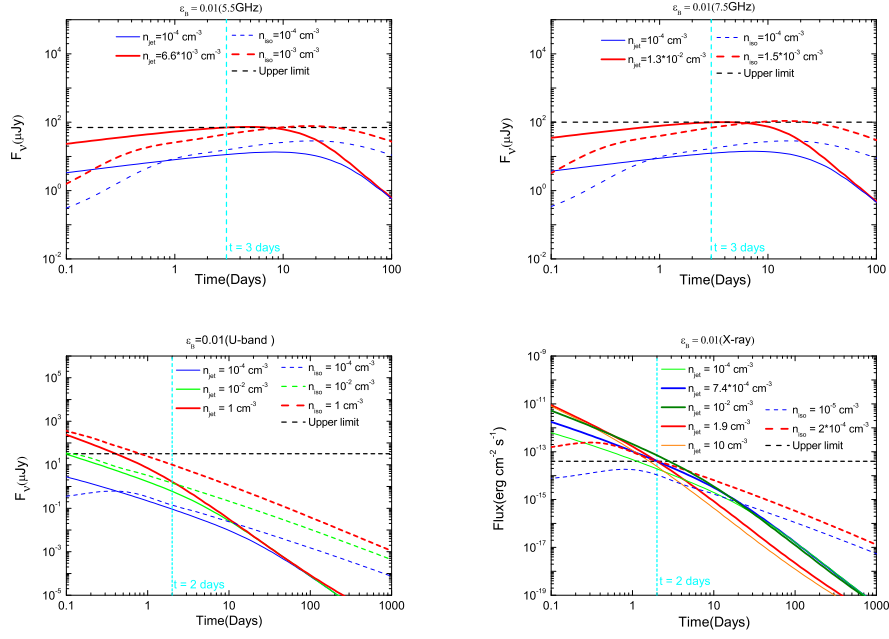 ε_B = 0.01(5.5GHz)
n_jet=10^-4 cm^-3
n_iso=10^-4 cm^-3
n_jet=6.6*10^-3 cm^-3
n_iso=10^-3 cm^-3
Upper limit
10^4
10^2
10^0
10^-2
F_ν(μJy)
t = 3 days
0.1 1 10 100
Time(Days)
ε_B = 0.01(7.5GHz)
n_jet=10^-4 cm^-3
n_iso=10^-4 cm^-3
n_jet=1.3*10^-2 cm^-3
n_iso=1.5*10^-3 cm^-3
Upper limit
10^4
10^2
10^0
10^-2
F_ν(μJy)
t = 3 days
0.1 1 10 100
Time(Days)
ε_B=0.01(U-band )
n_jet = 10^-4 cm^-3
n_iso = 10^-4 cm^-3
n_jet = 10^-2 cm^-3
n_iso = 10^-2 cm^-3
n_jet = 1 cm^-3
n_iso = 1 cm^-3
Upper limit
10^5
10^3
10^1
10^-1
10^-3
10^-5
F_ν(μJy)
t = 2 days
0.1 1 10 100 1000
Time(Days)
ε_B = 0.01(X-ray)
n_jet = 10^-4 cm^-3
n_jet = 7.4*10^-4 cm^-3
n_jet = 10^-2 cm^-3
n_iso = 10^-5 cm^-3
n_jet = 1.9 cm^-3
n_iso = 2*10^-4 cm^-3
n_jet = 10 cm^-3
Upper limit
10^-9
10^-11
10^-13
10^-15
10^-17
10^-19
Flux(erg cm^-2 s^-1)
t = 2 days
0.1 1 10 100 1000
Time(Days)